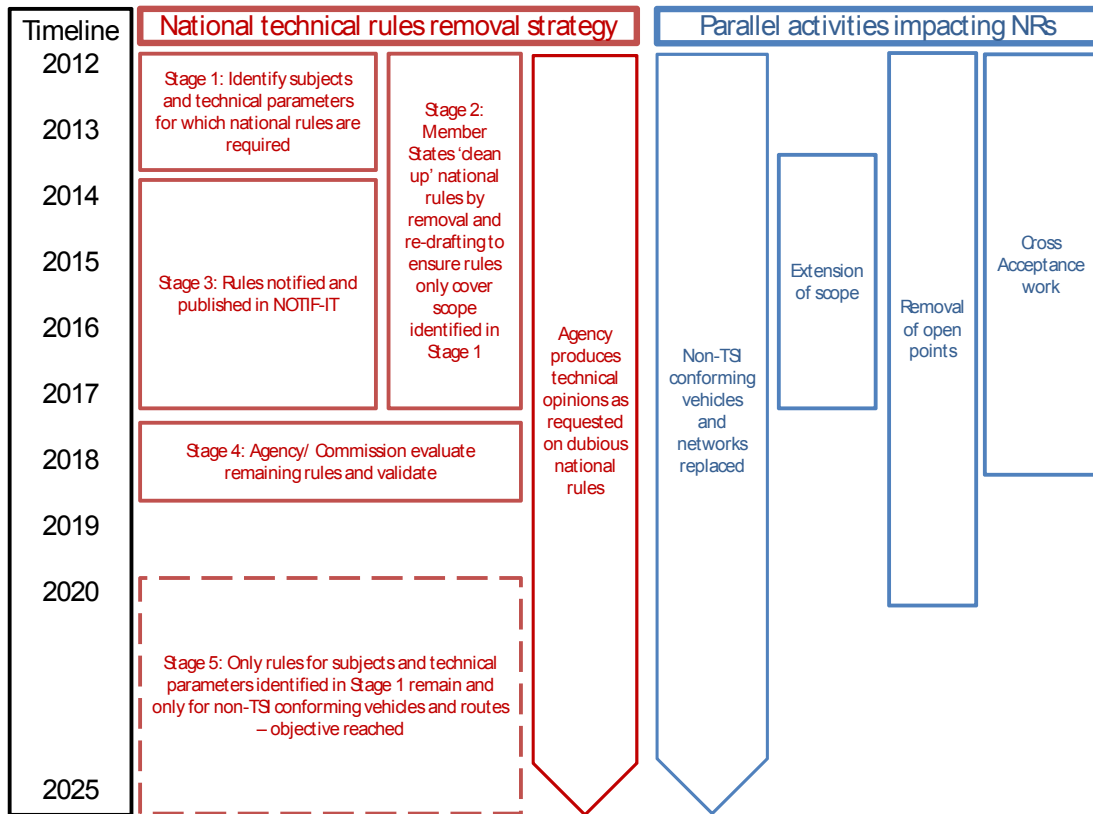 Timeline
2012
2013
2014
2015
2016
2017
2018
2019
2020
2025
National technical rules removal strategy
Stage 1: Identify subjects
and technical parameters
for which national rules are
required
Stage 2:
Member
States ‘clean
up’ national
rules by
removal and
re-drafting to
ensure rules
only cover
scope
identified in
Stage 1
Stage 3: Rules notified and
published in NOTIF-IT
Stage 4: Agency/ Commission evaluate
remaining rules and validate
Stage 5: Only rules for subjects and technical
parameters identified in Stage 1 remain and
only for non-TSI conforming vehicles and routes
– objective reached
Agency
produces
technical
opinions as
requested
on dubious
national
rules
Parallel activities impacting NRs
Non-TSI
conforming
vehicles
and
networks
replaced
Extension
of scope
Removal
of open
points
Cross
Acceptance
work